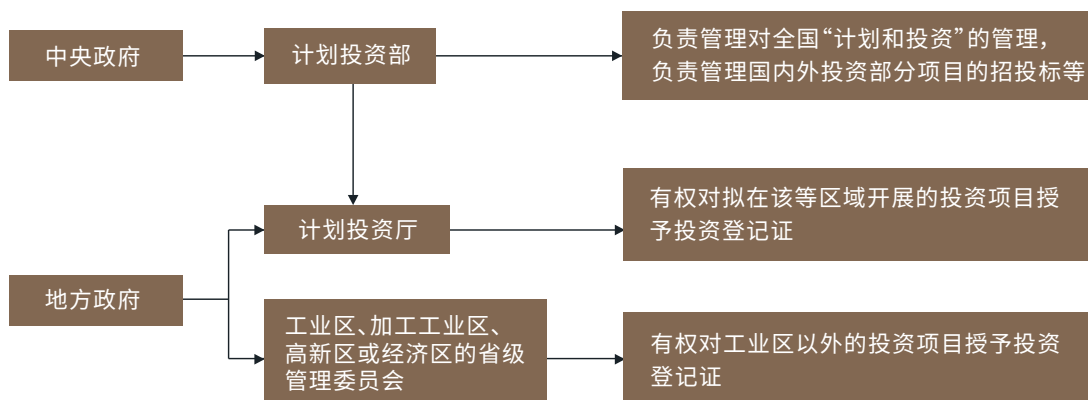 中央政府
计划投资部
负责管理对全国“计划和投资”的管理，
负责管理国内外投资部分项目的招投标等
计划投资厅
有权对拟在该等区域开展的投资项目授
予投资登记证
地方政府
工业区、加工工业区、
高新区或经济区的省级
管理委员会
有权对工业区以外的投资项目授予投资
登记证